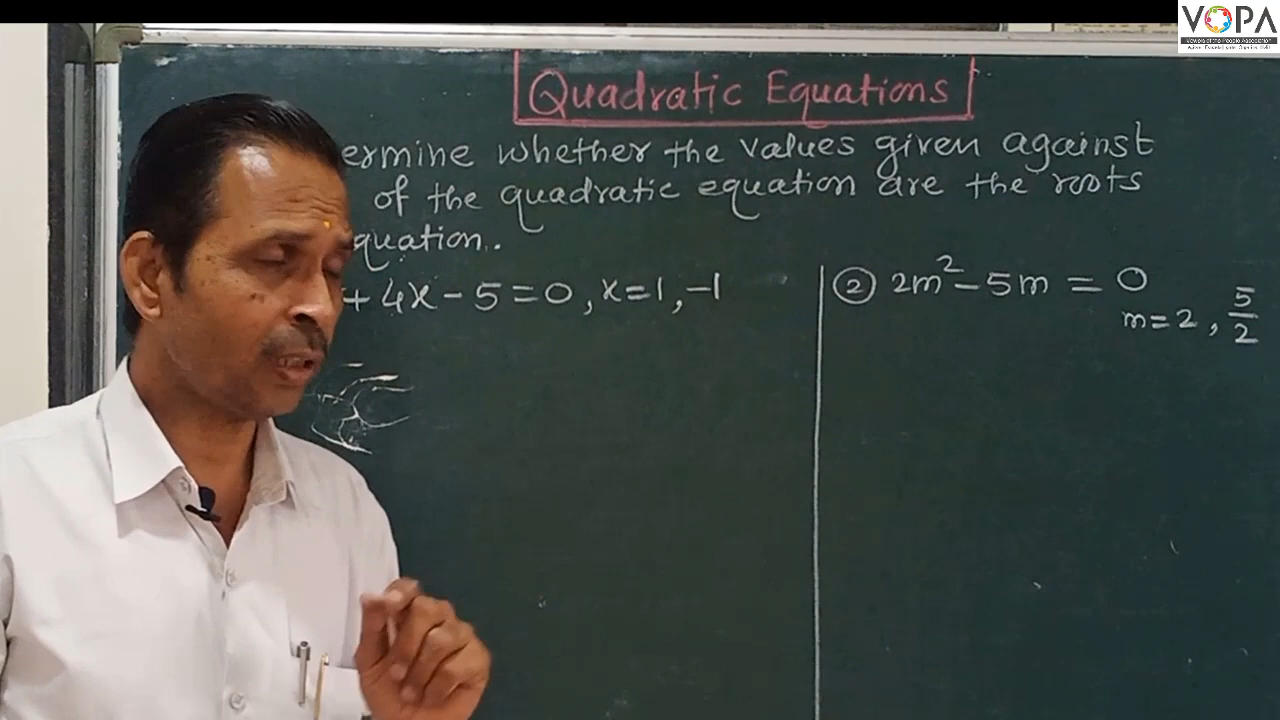 VOPA
Quadratic Equations
ermine whether the values given against
of the quadratic equation are the roots
quation.
+ 4x - 5 = 0, x = 1, -1
② 2m² - 5m = 0
m = 2, 5/2